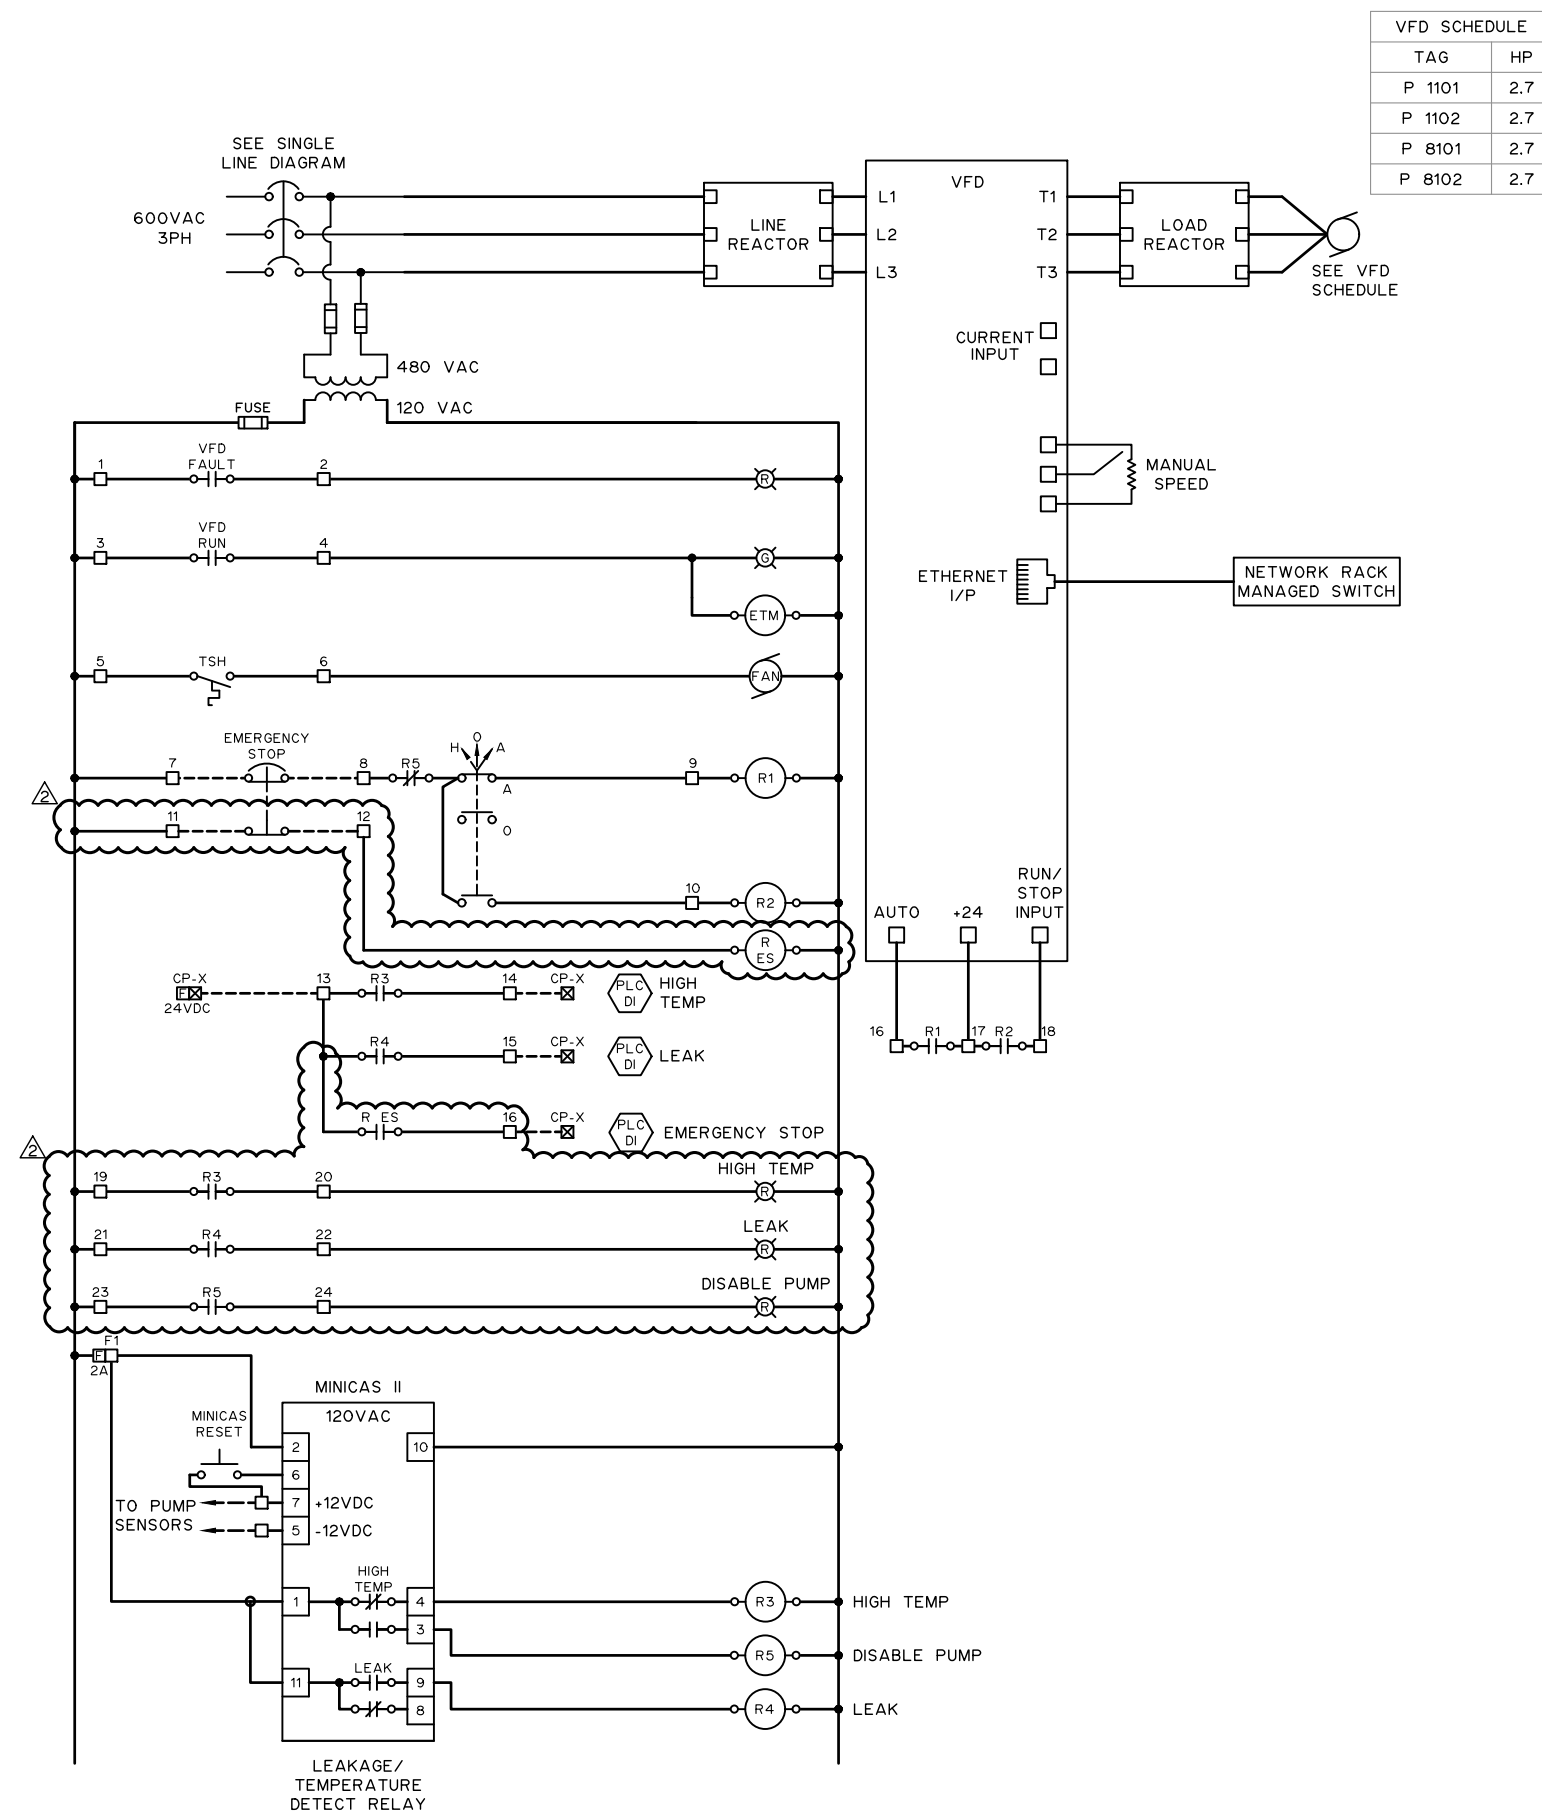 VFD SCHEDULE
TAG HP
P 1101 2.7
P 1102 2.7
P 8101 2.7
P 8102 2.7
SEE SINGLE
LINE DIAGRAM
600VAC
3PH
LINE
REACTOR
VFD
L1
L2
L3
T1
T2
T3
LOAD
REACTOR
SEE VFD
SCHEDULE
CURRENT
INPUT
480 VAC
120 VAC
FUSE
1
VFD
FAULT
2
R
MANUAL
SPEED
3
VFD
RUN
4
G
ETM
ETHERNET
I/P
NETWORK RACK
MANAGED SWITCH
5
TSH
6
FAN
7
EMERGENCY
STOP
8
R5
H
O
A
A
O
9
R1
2
11
12
10
R2
R
ES
AUTO
+24
RUN/
STOP
INPUT
16
R1
17
R2
18
CP-X
F
24VDC
13
R3
14
CP-X
PLC
DI
HIGH
TEMP
R4
15
CP-X
PLC
DI
LEAK
R ES
16
CP-X
PLC
DI
EMERGENCY STOP
2
19
R3
20
HIGH TEMP
R
21
R4
22
LEAK
R
23
R5
24
DISABLE PUMP
R
F1
F
2A
MINICAS II
120VAC
MINICAS
RESET
2
10
6
7
+12VDC
5
-12VDC
TO PUMP
SENSORS
HIGH
TEMP
1
4
R3
HIGH TEMP
3
R5
DISABLE PUMP
LEAK
11
9
8
R4
LEAK
LEAKAGE/
TEMPERATURE
DETECT RELAY